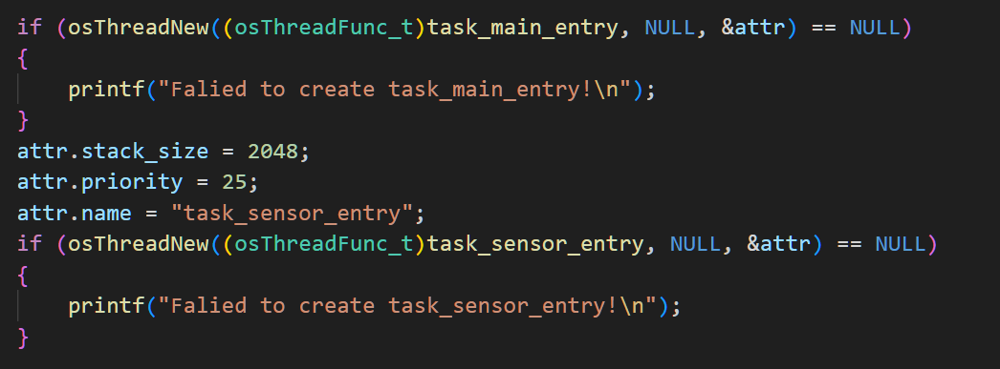 if (osThreadNew((osThreadFunc_t)task_main_entry, NULL, &attr) == NULL)
{
    printf("Falied to create task_main_entry!\n");
}
attr.stack_size = 2048;
attr.priority = 25;
attr.name = "task_sensor_entry";
if (osThreadNew((osThreadFunc_t)task_sensor_entry, NULL, &attr) == NULL)
{
    printf("Falied to create task_sensor_entry!\n");
}